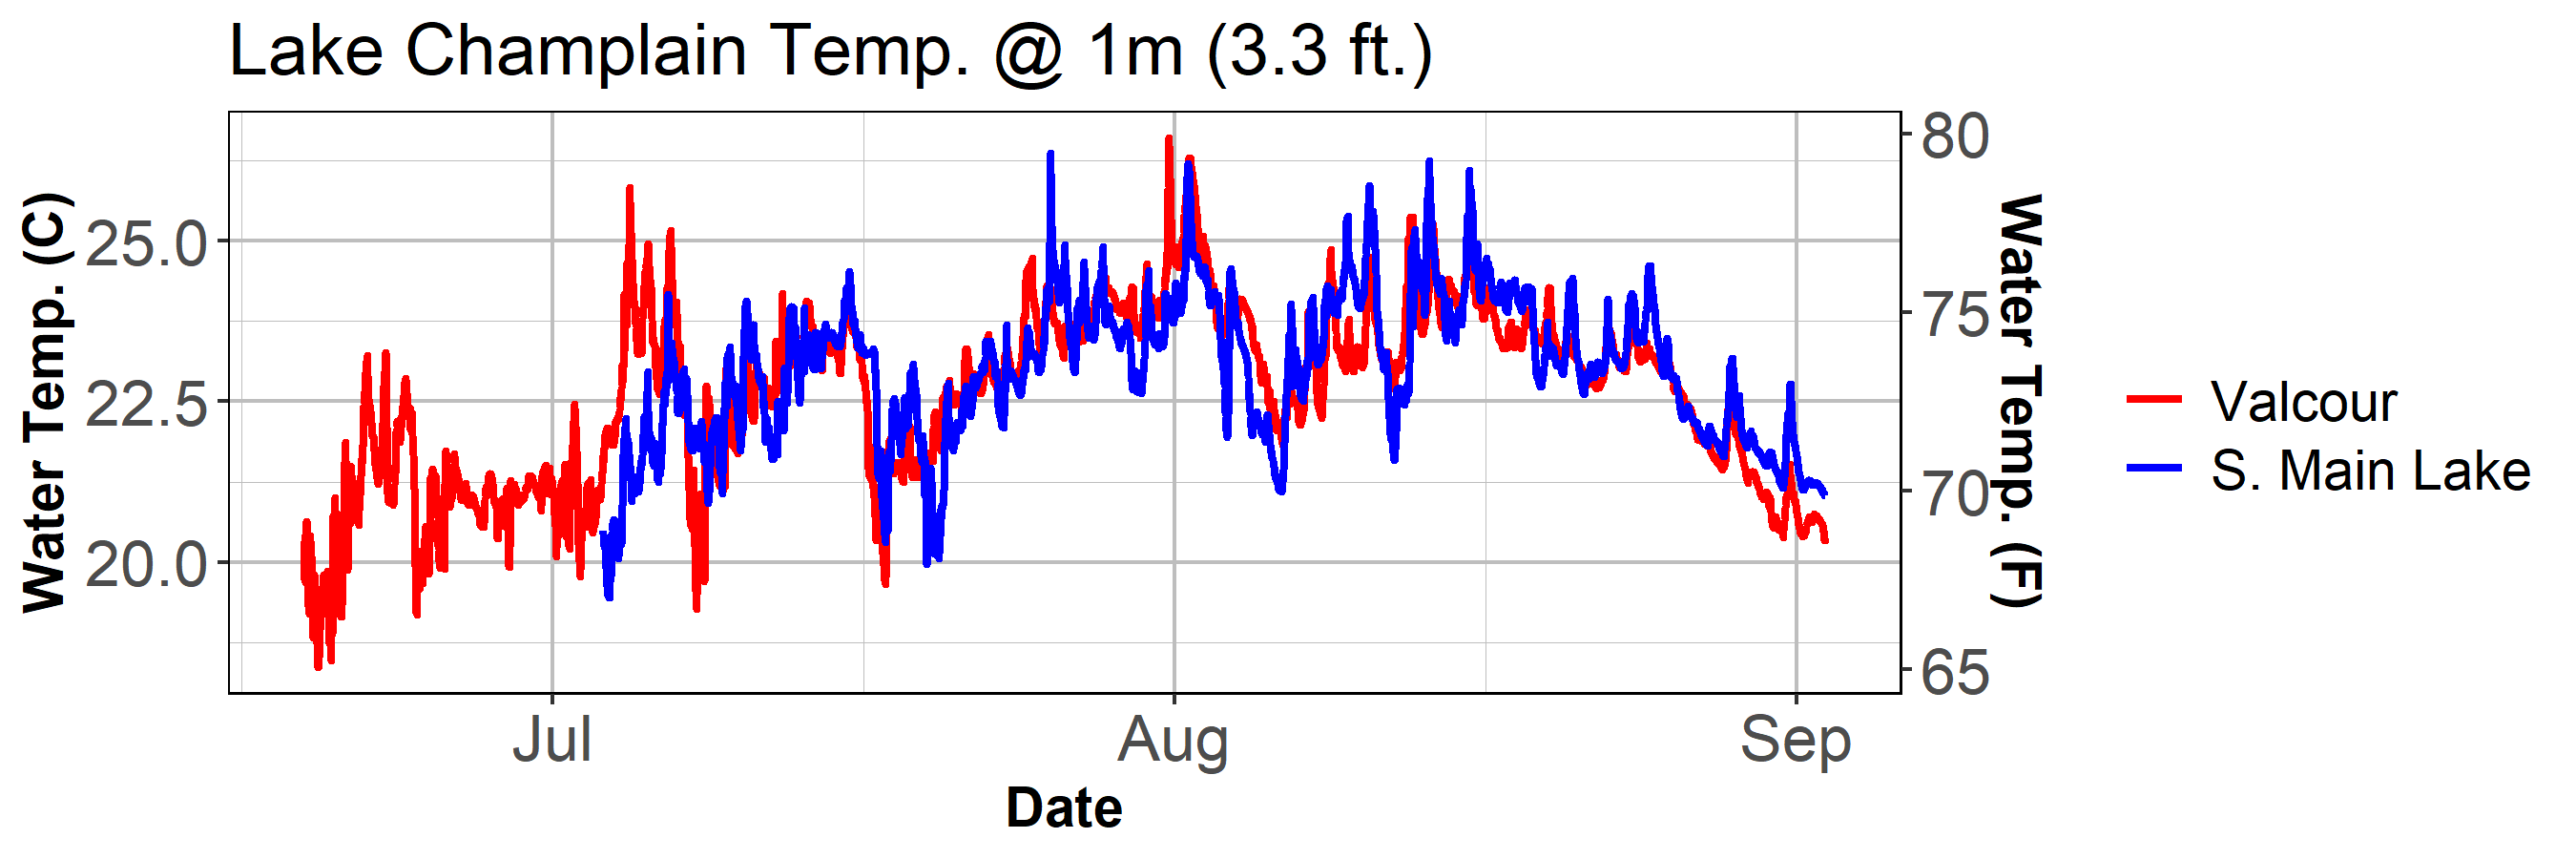 Lake Champlain Temp. @ 1m (3.3 ft.)
Water Temp. (C)
25.0
22.5
20.0
80
75
70
65
Water Temp. (F)
Jul
Aug
Sep
Date
Valcour
S. Main Lake